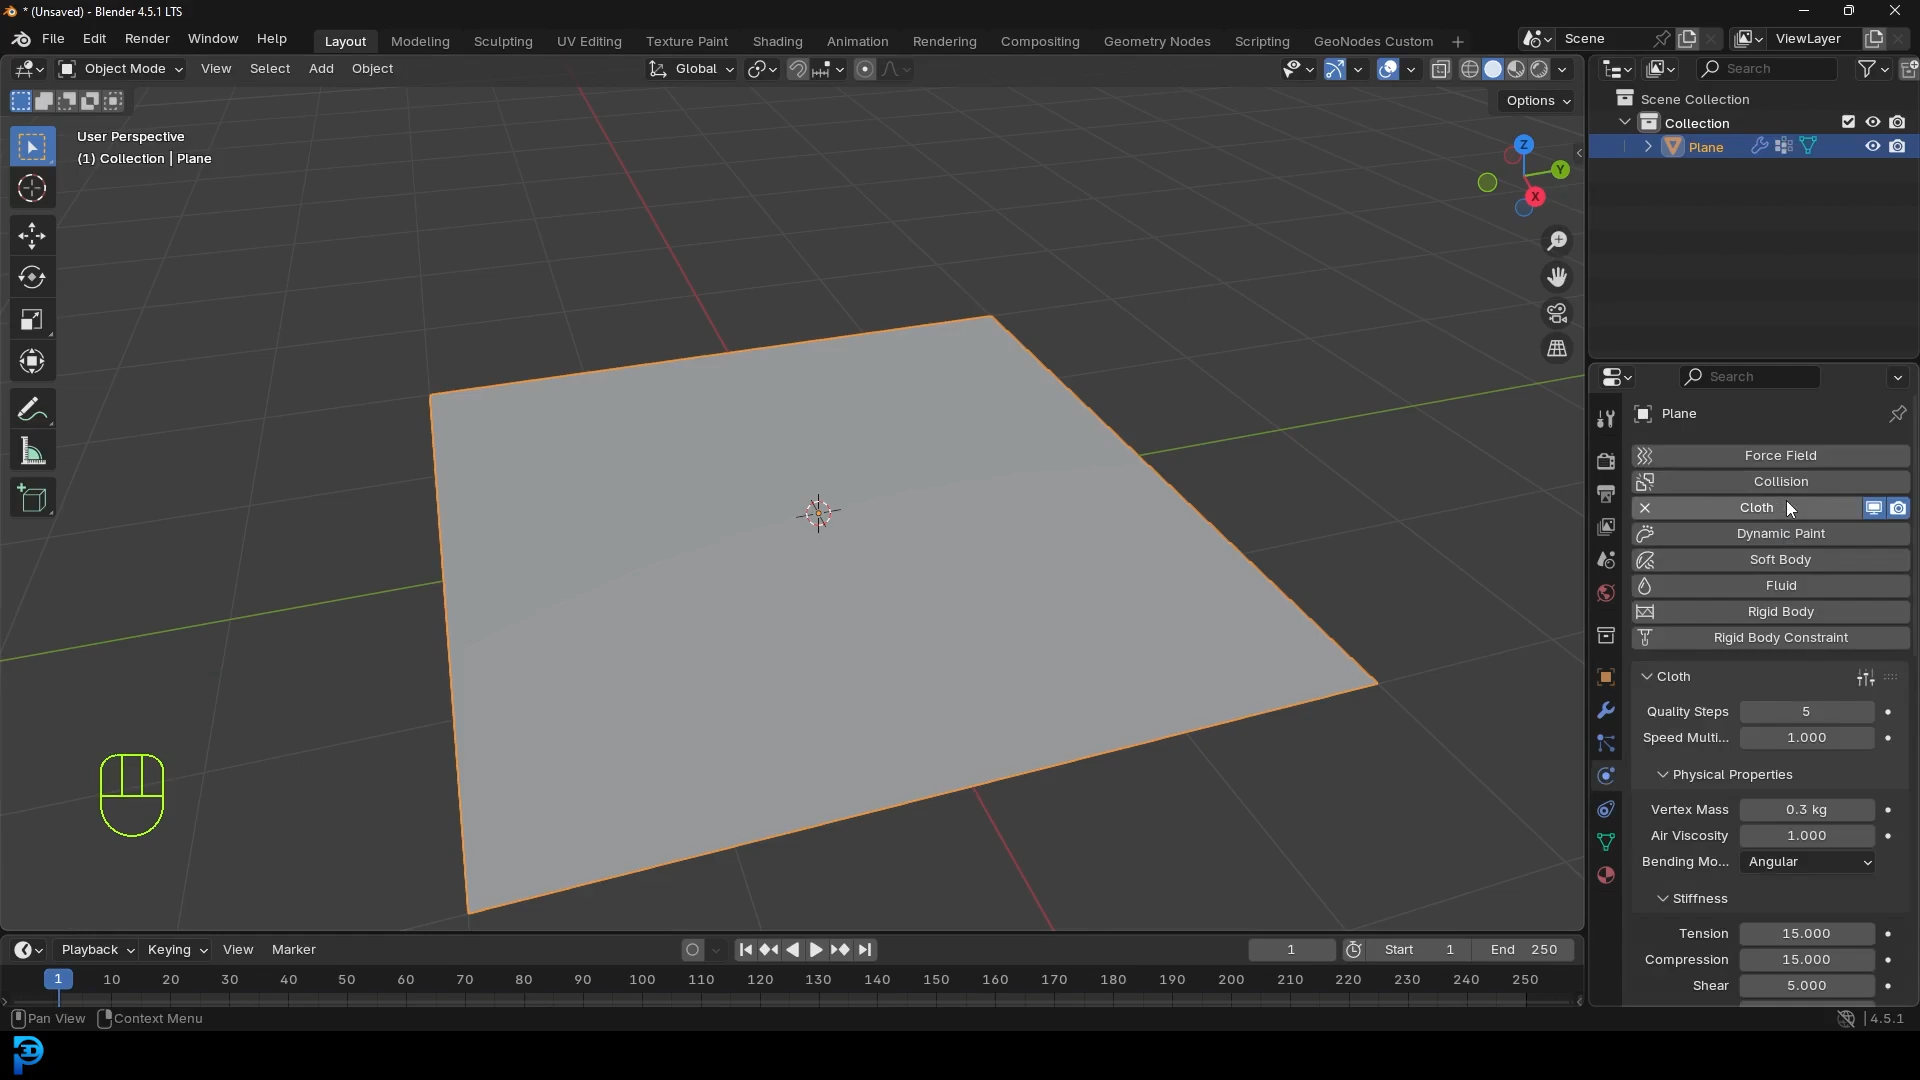 * (Unsaved) - Blender 4.5.1 LTS
File Edit Render Window Help
Layout Modeling Sculpting UV Editing Texture Paint Shading Animation Rendering Compositing Geometry Nodes Scripting GeoNodes Custom +
Scene
ViewLayer
Object Mode View Select Add Object
Global
Options
User Perspective
(1) Collection | Plane
Z
Y
X
Search
Scene Collection
Collection
Plane
Search
Plane
Force Field
Collision
Cloth
Dynamic Paint
Soft Body
Fluid
Rigid Body
Rigid Body Constraint
Cloth
Quality Steps 5
Speed Multi... 1.000
Physical Properties
Vertex Mass 0.3 kg
Air Viscosity 1.000
Bending Mo... Angular
Stiffness
Tension 15.000
Compression 15.000
Shear 5.000
Playback Keying View Marker
1
Start 1
End 250
1 10 20 30 40 50 60 70 80 90 100 110 120 130 140 150 160 170 180 190 200 210 220 230 240 250
Pan View Context Menu
4.5.1